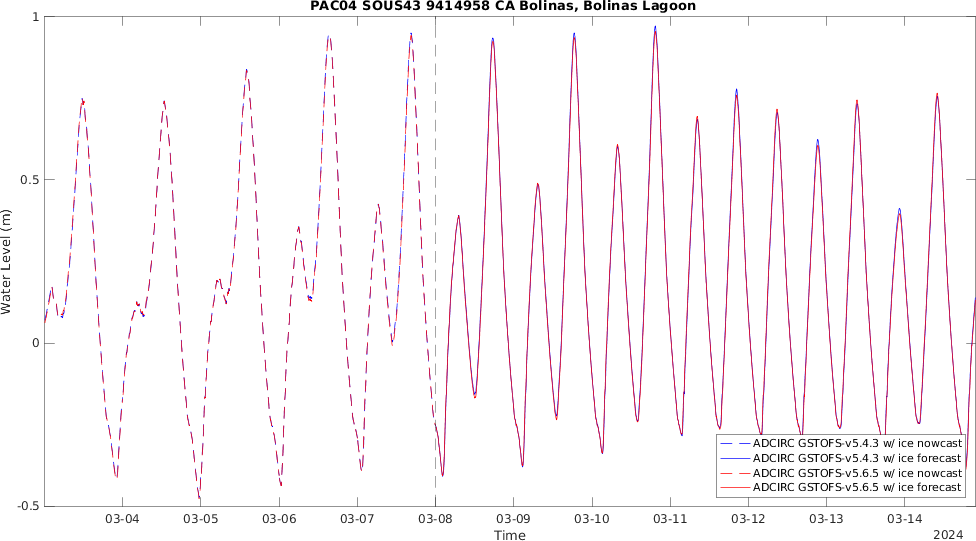 PAC04 SOUS43 9414958 CA Bolinas, Bolinas Lagoon
1
0.5
0
-0.5
Water Level (m)
ADCIRC GSTOFS-v5.4.3 w/ ice nowcast
ADCIRC GSTOFS-v5.4.3 w/ ice forecast
ADCIRC GSTOFS-v5.6.5 w/ ice nowcast
ADCIRC GSTOFS-v5.6.5 w/ ice forecast
03-04 03-05 03-06 03-07 03-08 03-09 03-10 03-11 03-12 03-13 03-14
Time
2024